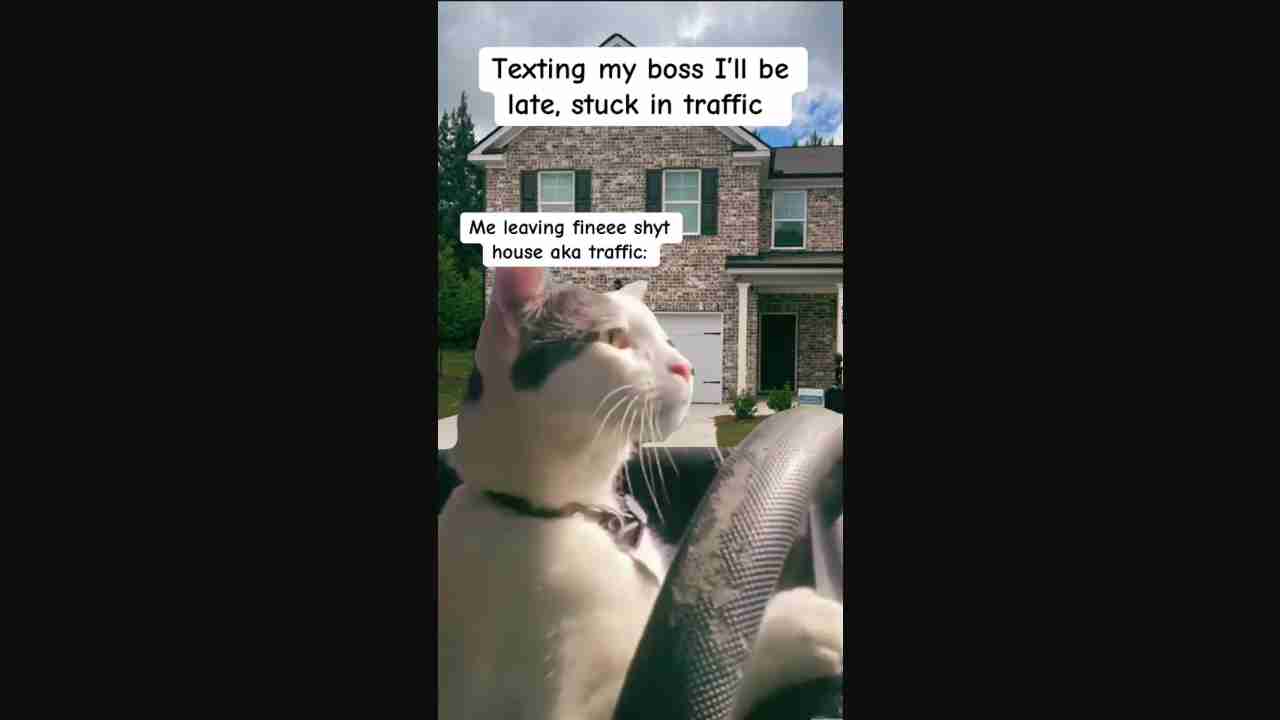 Texting my boss I'll be
late, stuck in traffic
Me leaving fineee shyt
house aka traffic: